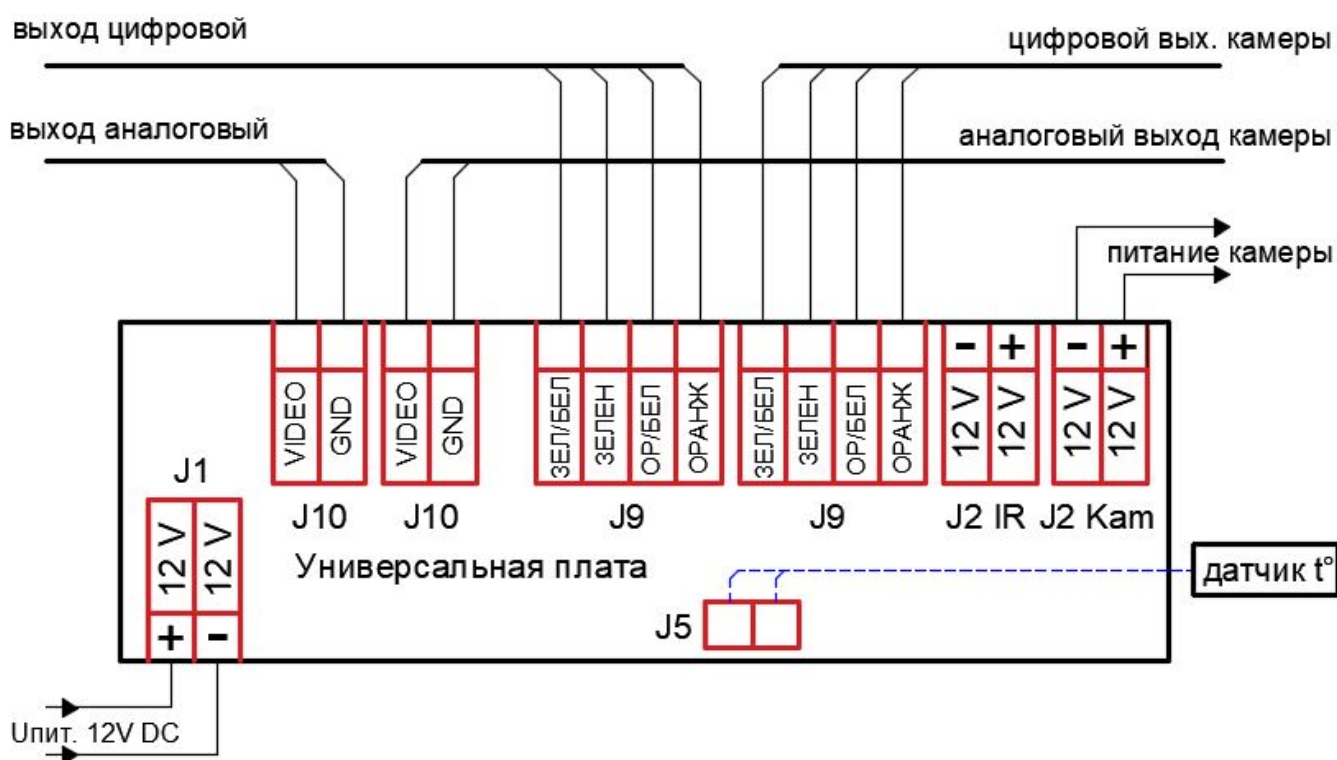 выход цифровой
цифровой вых. камеры
выход аналоговый
аналоговый выход камеры
питание камеры
- + - +
VIDEO GND VIDEO GND ЗЕЛ/БЕЛ ЗЕЛЕН ОР/БЕЛ ОРАНЖ ЗЕЛ/БЕЛ ЗЕЛЕН ОР/БЕЛ ОРАНЖ 12 V 12 V 12 V 12 V
J1
J10 J10 J9 J9 J2 IR J2 Kam
12 V 12 V
Универсальная плата
датчик t°
J5
+ -
Uпит. 12V DC